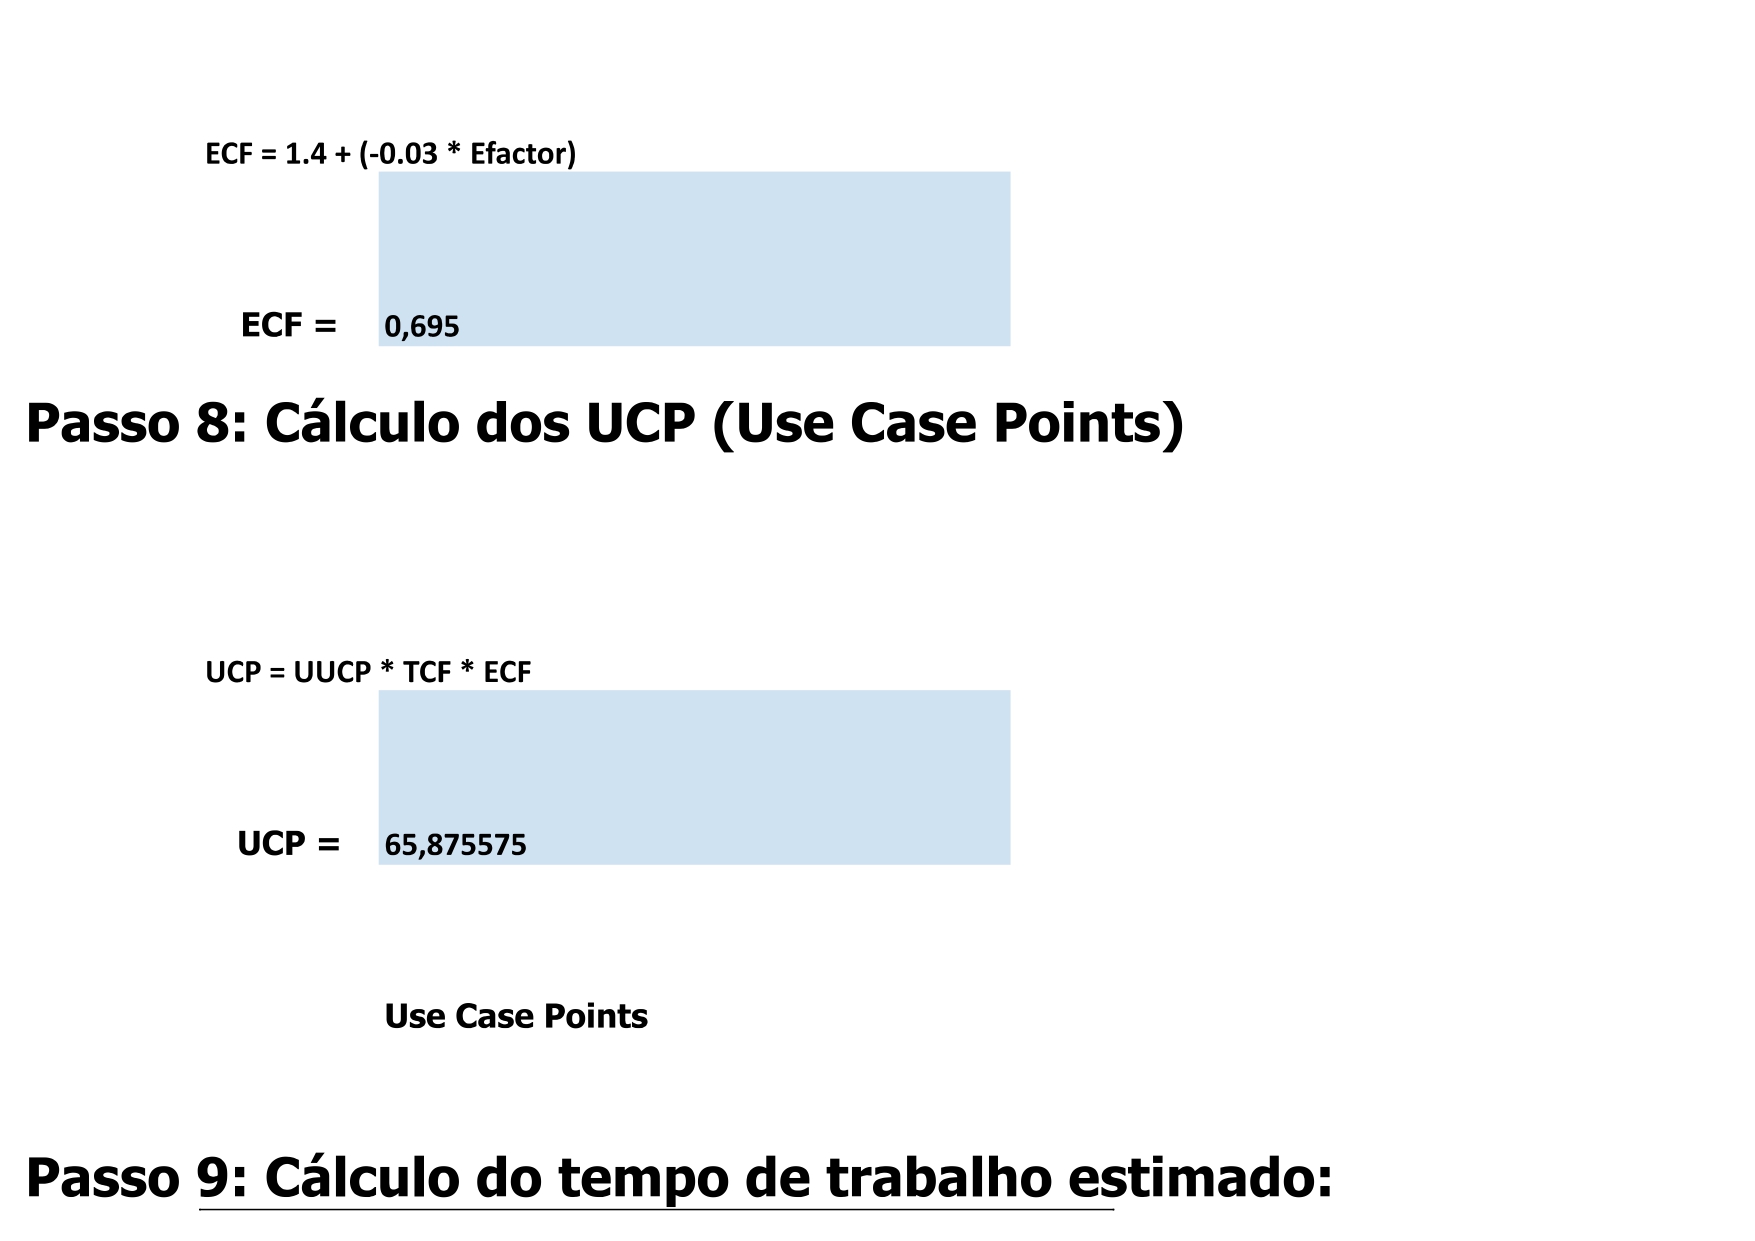 ECF = 1.4 + (-0.03 * Efactor)
ECF = 0,695
Passo 8: Cálculo dos UCP (Use Case Points)
UCP = UUCP * TCF * ECF
UCP = 65,875575
Use Case Points
Passo 9: Cálculo do tempo de trabalho estimado: